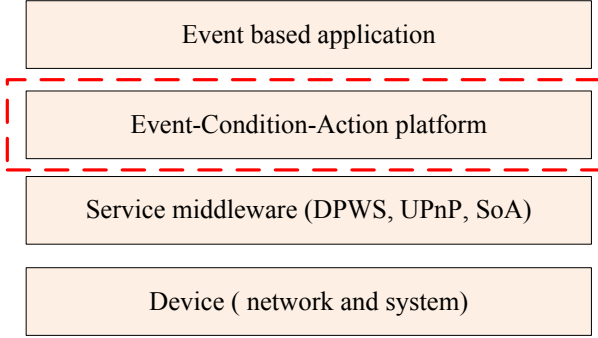 Event based application
Event-Condition-Action platform
Service middleware (DPWS, UPnP, SoA)
Device ( network and system)